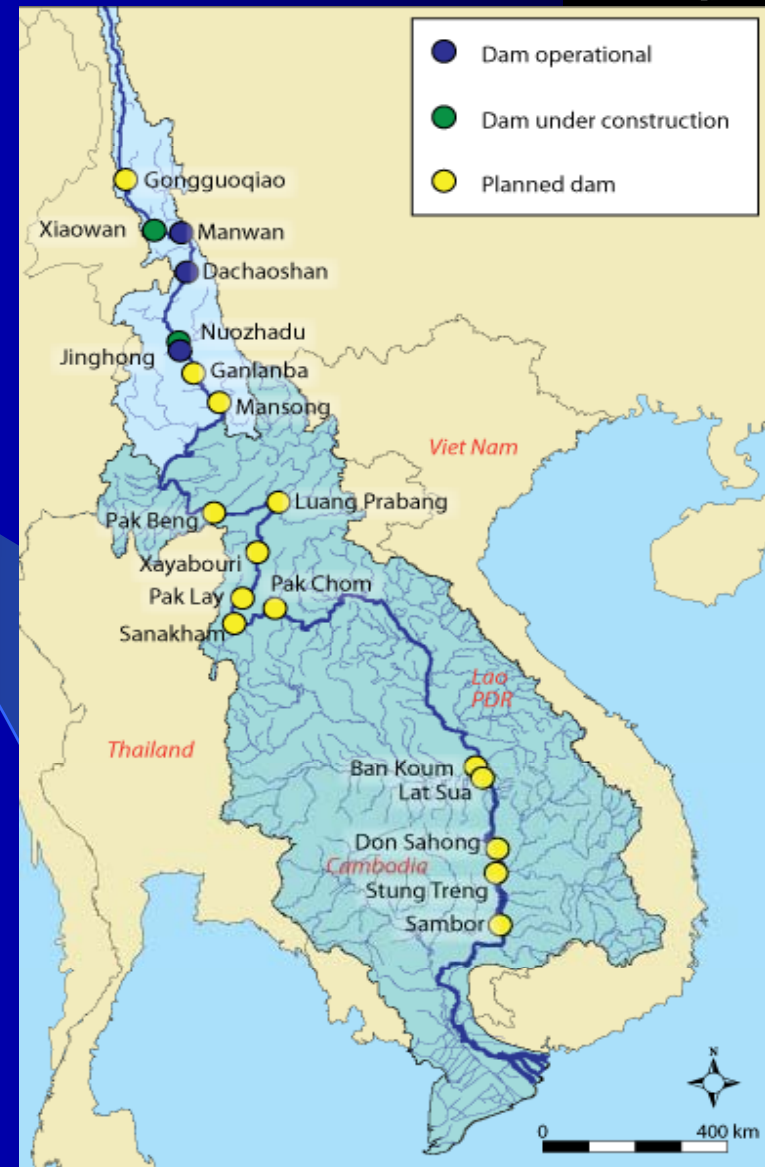 Dam operational
Dam under construction
Planned dam
Gongguoqiao
Xiaowan
Manwan
Dachaoshan
Nuozhadu
Jinghong
Ganlanba
Mansong
Viet Nam
Luang Prabang
Pak Beng
Xayabouri
Pak Chom
Pak Lay
Sanakham
Lao
PDR
Thailand
Ban Koum
Lat Sua
Don Sahong
Cambodia
Stung Treng
Sambor
N
0 400 km